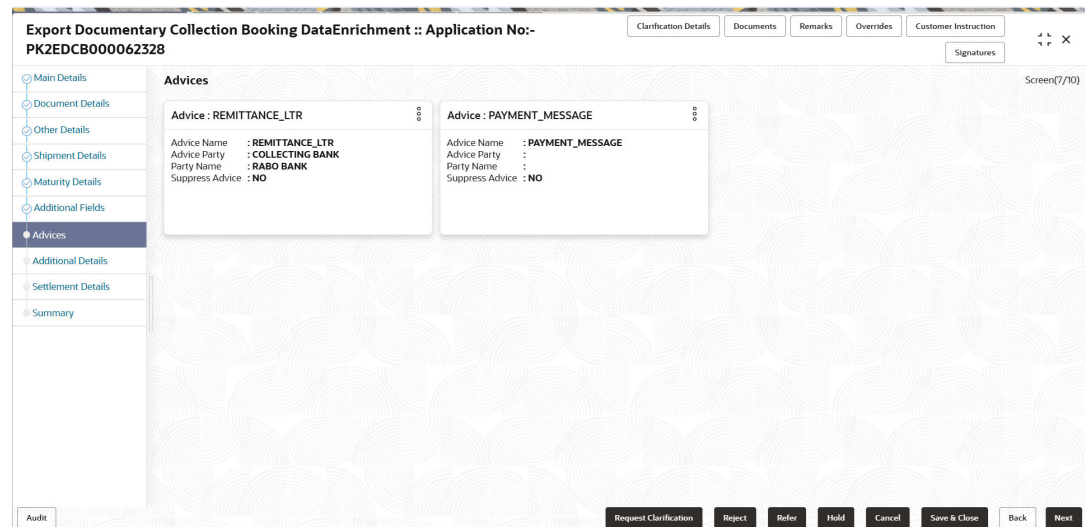 Export Documentary Collection Booking DataEnrichment :: Application No:-
PK2EDCB000062328
Clarification Details
Documents
Remarks
Overrides
Customer Instruction
Signatures
Main Details
Document Details
Other Details
Shipment Details
Maturity Details
Additional Fields
Advices
Additional Details
Settlement Details
Summary
Advices
Screen(7/10)
Advice : REMITTANCE_LTR
Advice Name : REMITTANCE_LTR
Advice Party : COLLECTING BANK
Party Name : RABO BANK
Suppress Advice : NO
Advice : PAYMENT_MESSAGE
Advice Name : PAYMENT_MESSAGE
Advice Party :
Party Name :
Suppress Advice : NO
Audit
Request Clarification
Reject
Refer
Hold
Cancel
Save & Close
Back
Next